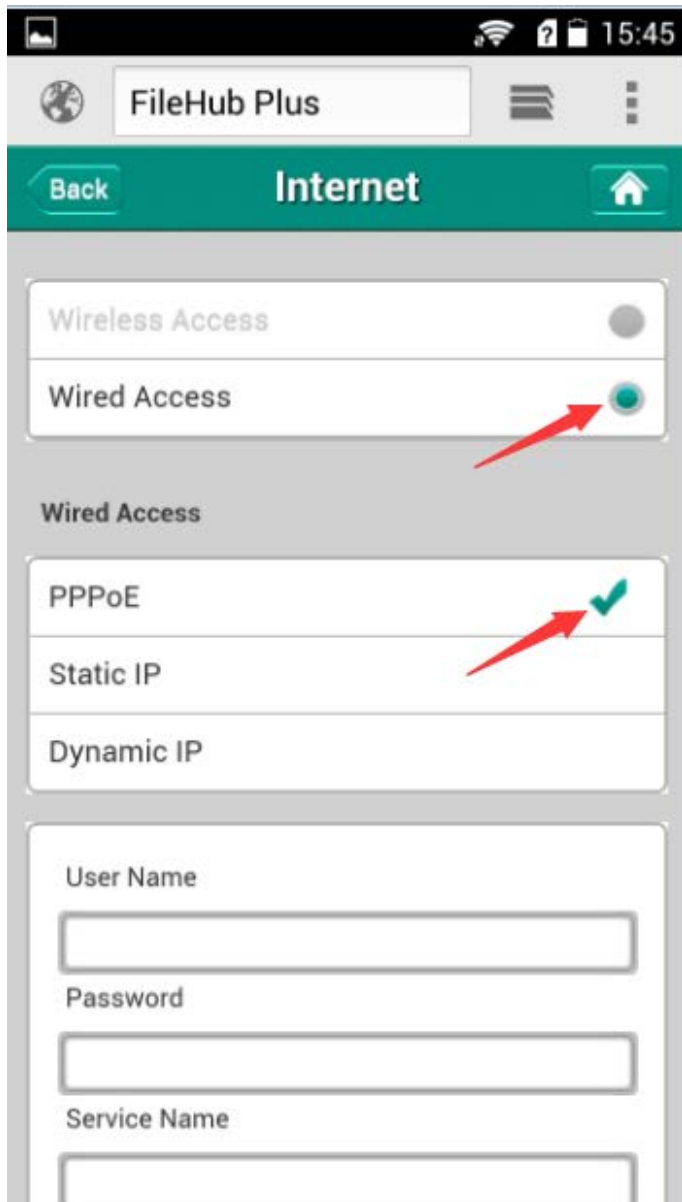 15:45
FileHub Plus
Back Internet
Wireless Access
Wired Access
Wired Access
PPPoE
Static IP
Dynamic IP
User Name
Password
Service Name